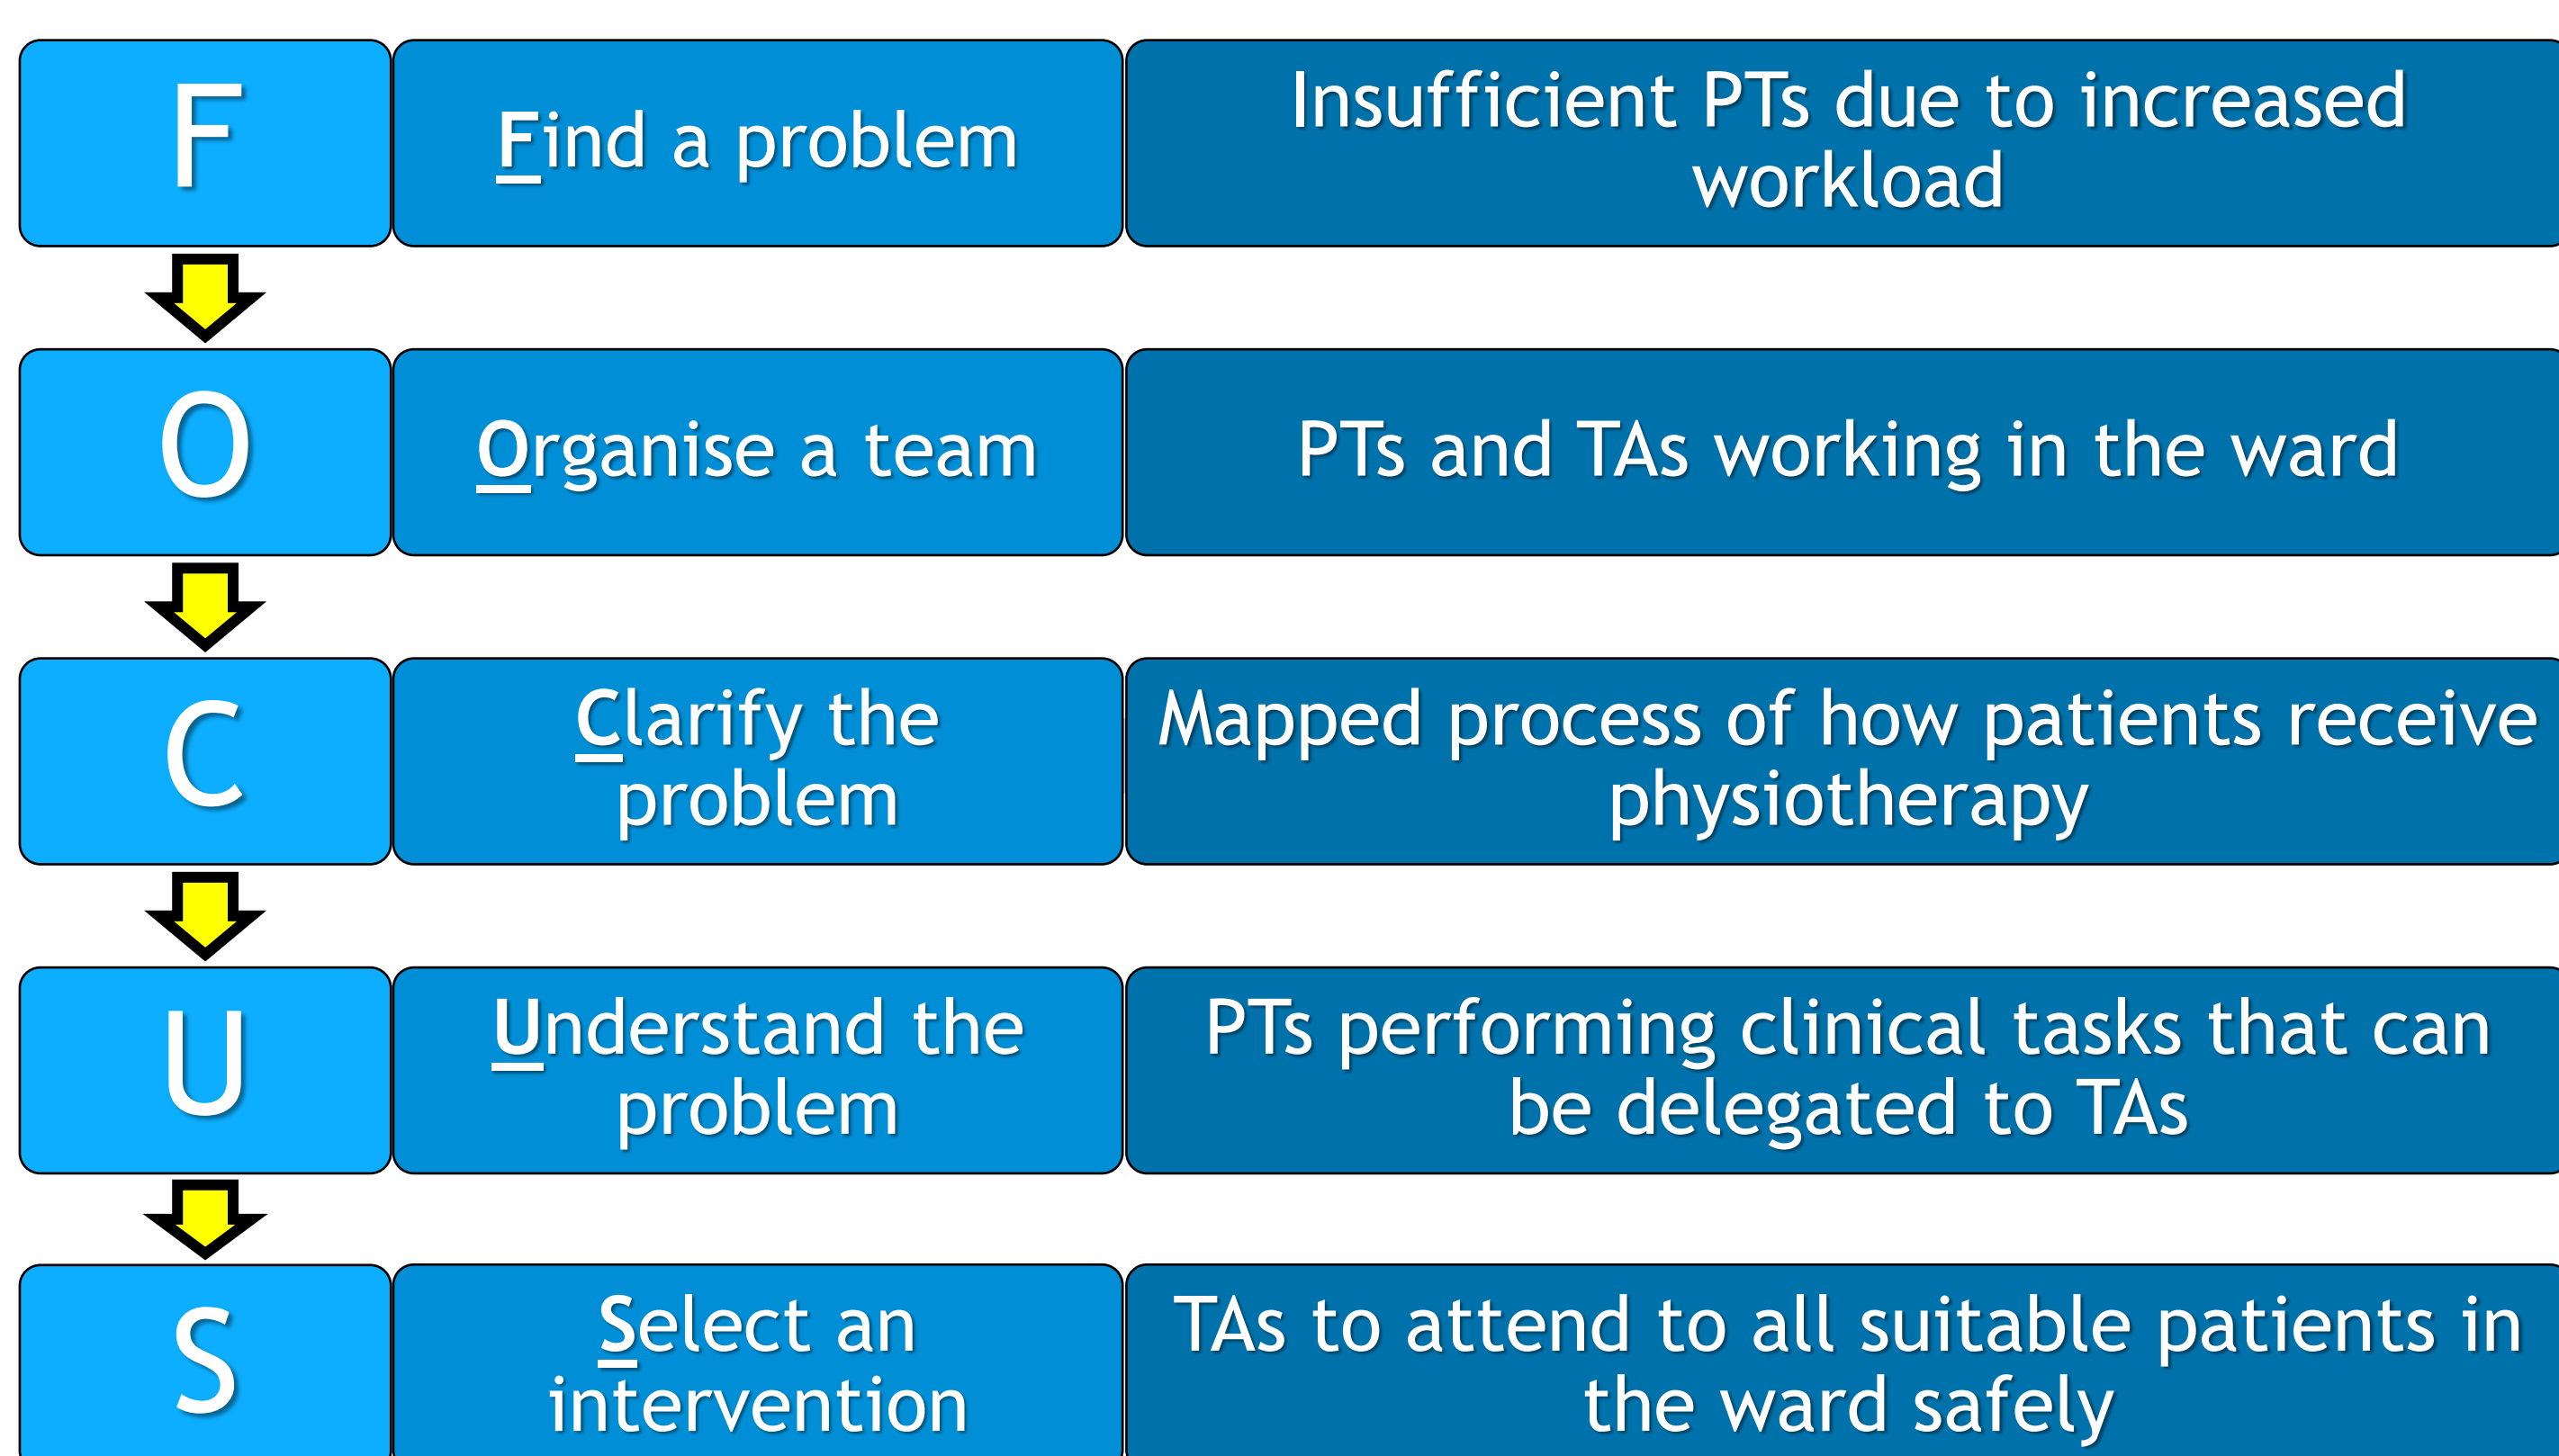 F
Find a problem
Insufficient PTs due to increased
workload
O
Organise a team
PTs and TAs working in the ward
C
Clarify the
problem
Mapped process of how patients receive
physiotherapy
U
Understand the
problem
PTs performing clinical tasks that can
be delegated to TAs
S
Select an
intervention
TAs to attend to all suitable patients in
the ward safely